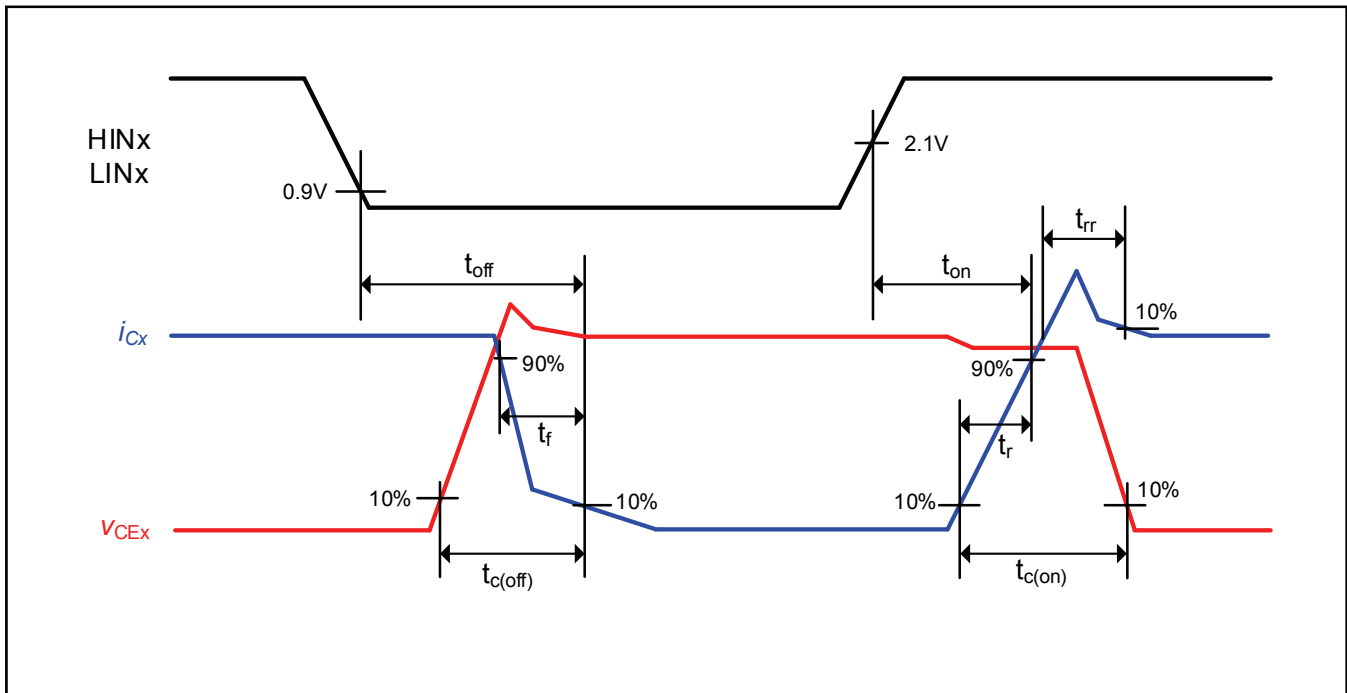 HINx
LINx
0.9V
2.1V
trr
toff
ton
iCx
10%
90%
90%
tf
tr
10%
10%
10%
10%
vCEx
tc(off)
tc(on)